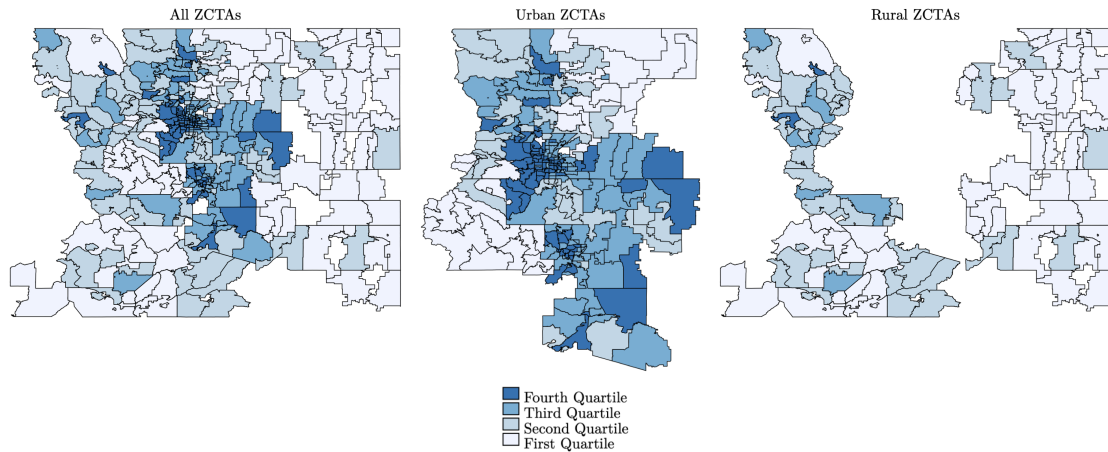 All ZCTAs
Urban ZCTAs
Rural ZCTAs
Fourth Quartile
Third Quartile
Second Quartile
First Quartile